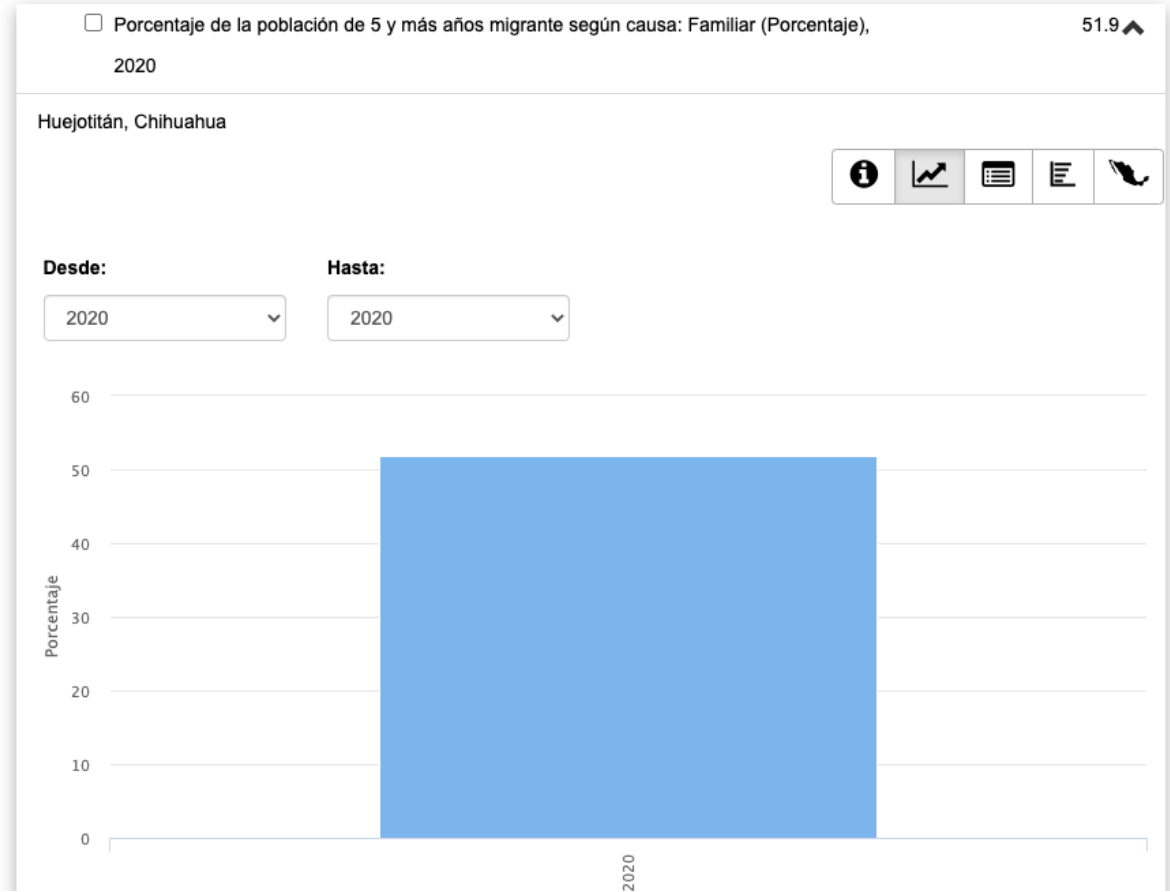 Porcentaje de la población de 5 y más años migrante según causa: Familiar (Porcentaje), 51.9
2020
Huejotitán, Chihuahua
Desde: Hasta:
2020 2020
60
50
40
30
20
10
0
Porcentaje
2020